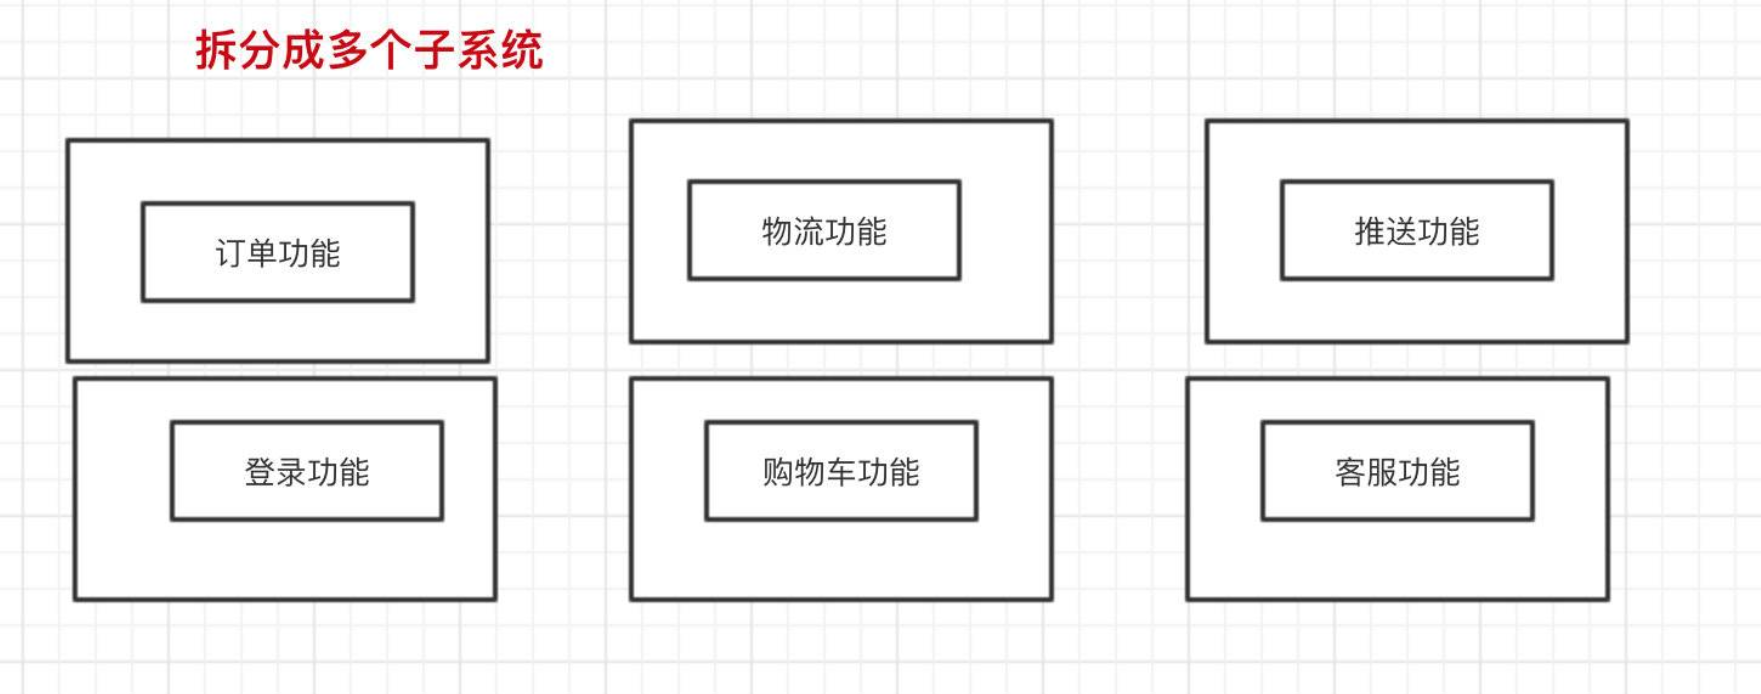 拆分成多个子系统
订单功能
物流功能
推送功能
登录功能
购物车功能
客服功能